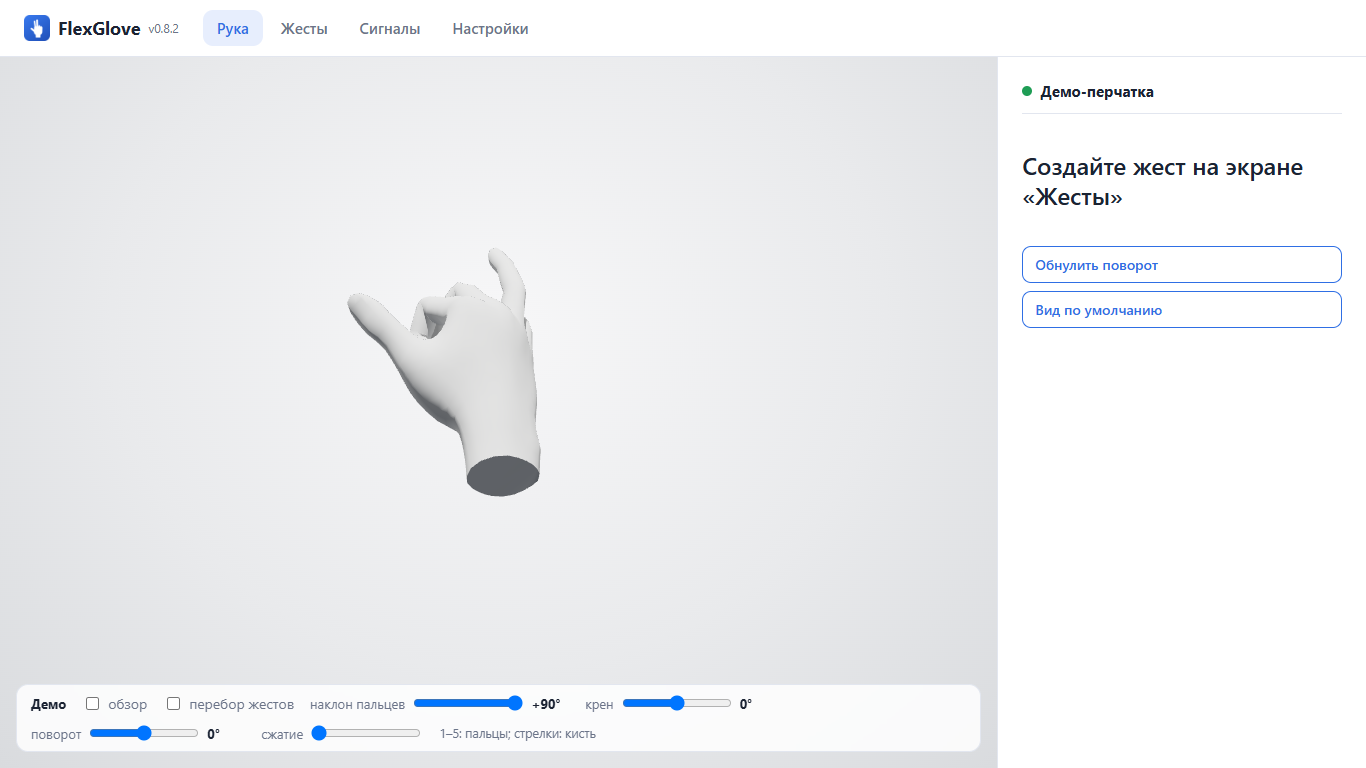 FlexGlove v0.8.2 Рука Жесты Сигналы Настройки
Демо-перчатка
Создайте жест на экране
«Жесты»
Обнулить поворот
Вид по умолчанию
Демо обзор перебор жестов наклон пальцев +90° крен 0°
поворот 0° сжатие 1–5: пальцы; стрелки: кисть